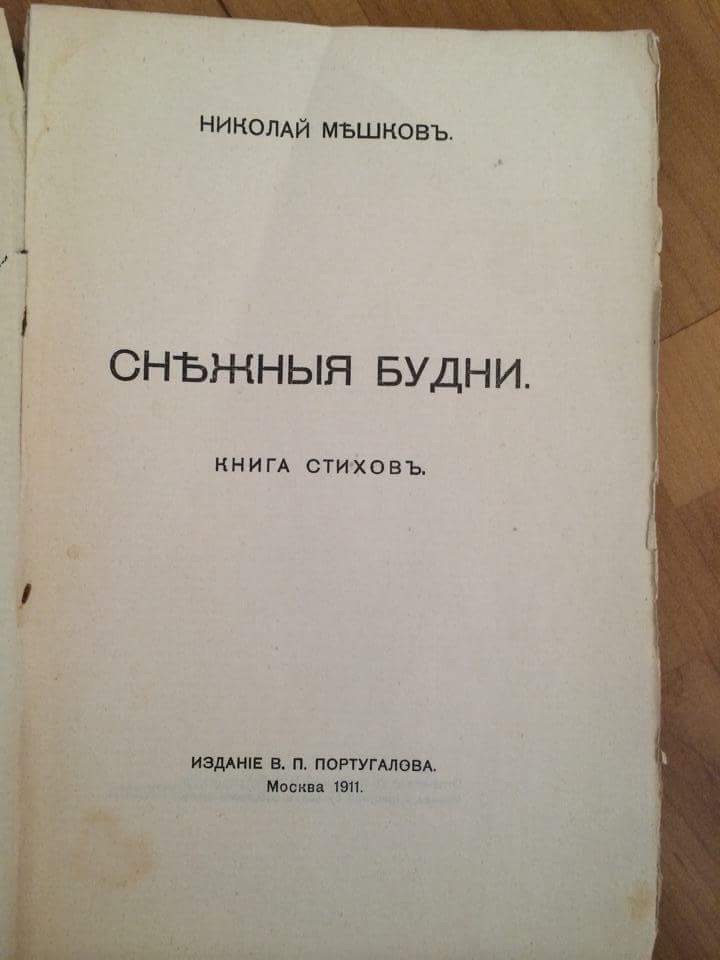 НИКОЛАЙ МѢШКОВЪ.
СНѢЖНЫЯ БУДНИ.
КНИГА СТИХОВЪ.
ИЗДАНІЕ В. П. ПОРТУГАЛОВА.
Москва 1911.